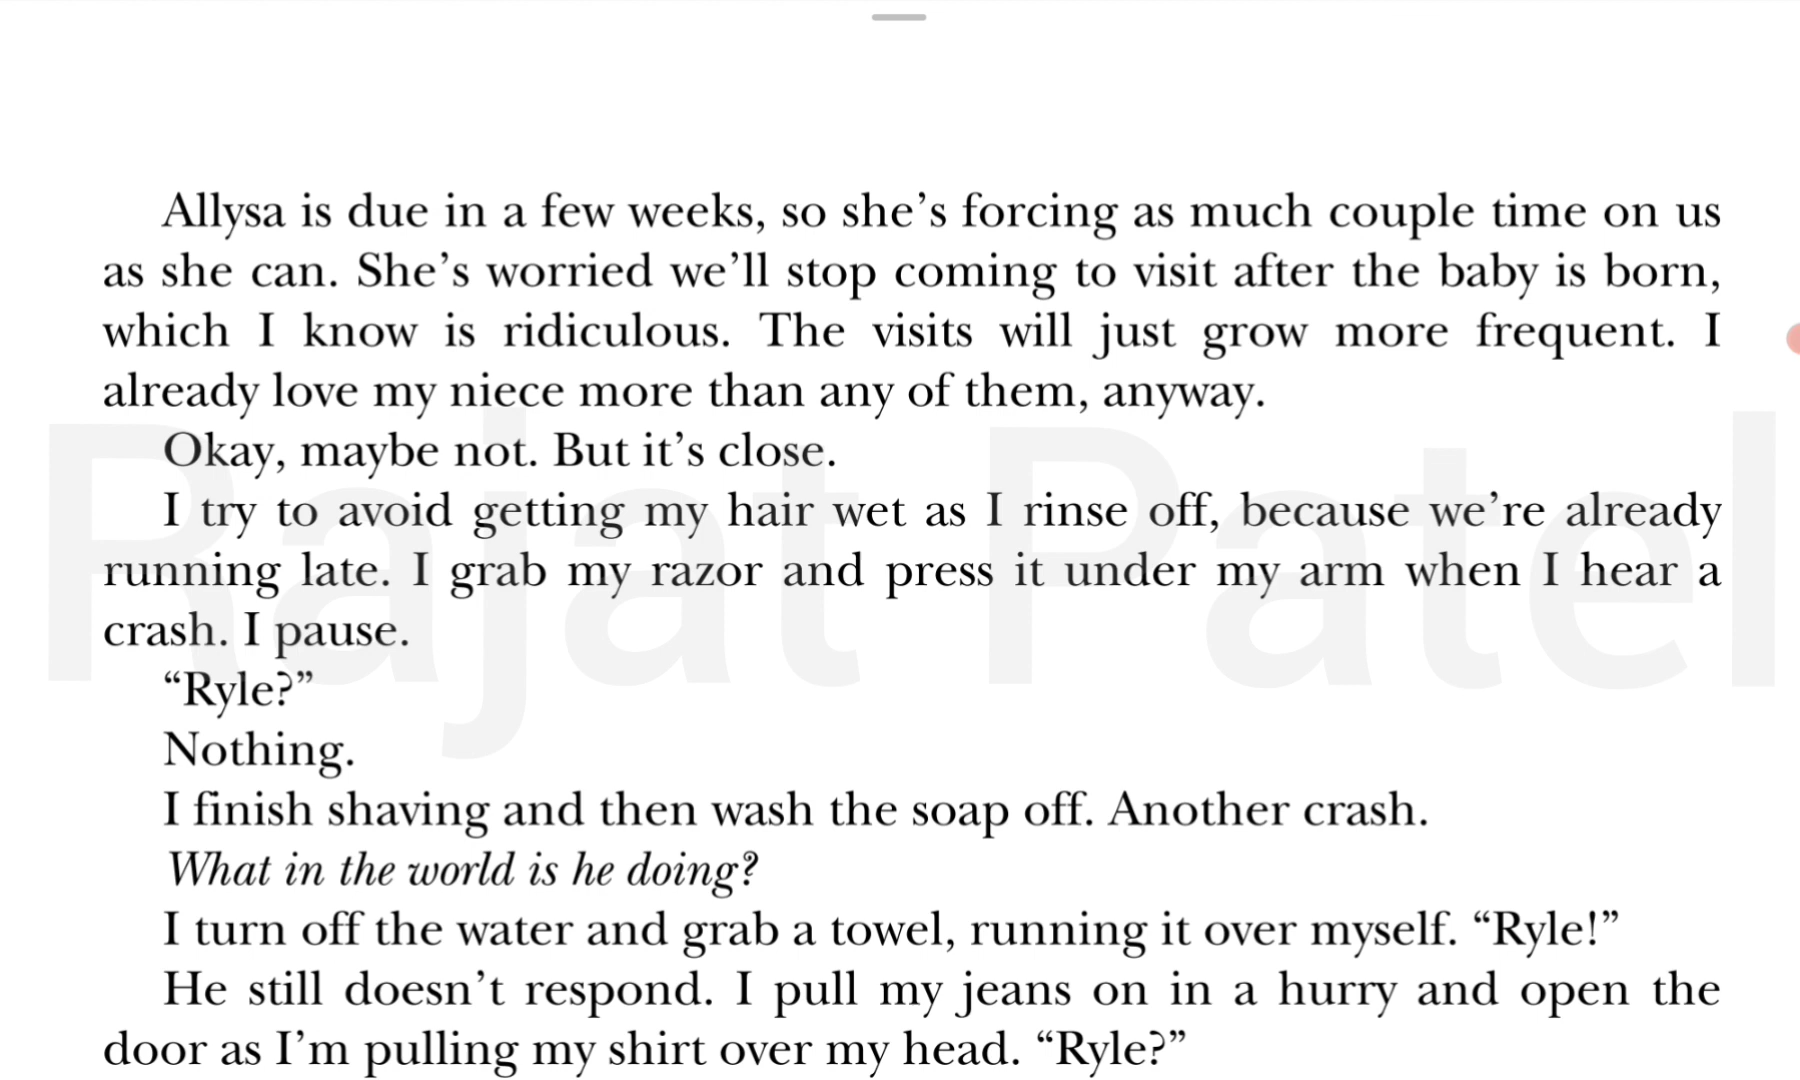 Allysa is due in a few weeks, so she’s forcing as much couple time on us
as she can. She’s worried we’ll stop coming to visit after the baby is born,
which I know is ridiculous. The visits will just grow more frequent. I
already love my niece more than any of them, anyway.
Okay, maybe not. But it’s close.
I try to avoid getting my hair wet as I rinse off, because we’re already
running late. I grab my razor and press it under my arm when I hear a
crash. I pause.
“Ryle?”
Nothing.
I finish shaving and then wash the soap off. Another crash.
What in the world is he doing?
I turn off the water and grab a towel, running it over myself. “Ryle!”
He still doesn’t respond. I pull my jeans on in a hurry and open the
door as I’m pulling my shirt over my head. “Ryle?”
Rajat Patel